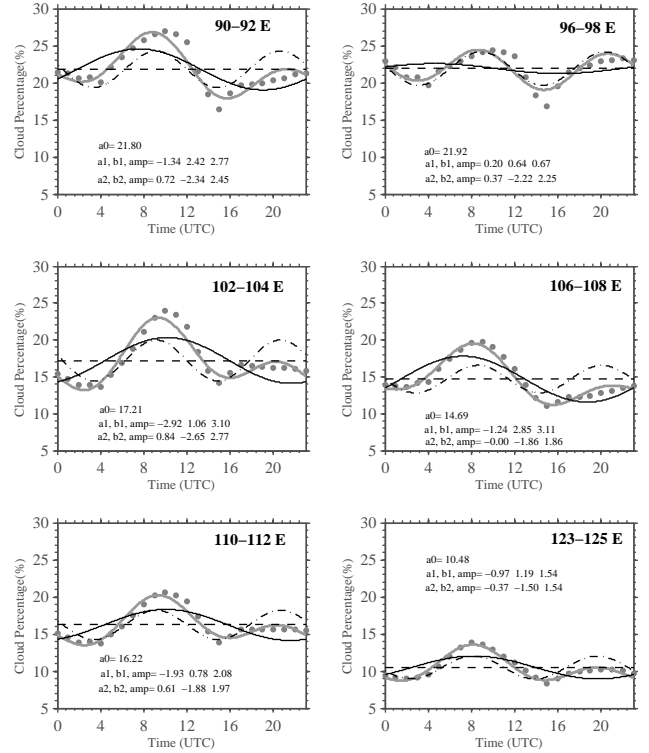 90–92 E
30
25
20
15
10
5
Cloud Percentage(%)
a0= 21.80
a1, b1, amp= −1.34 2.42 2.77
a2, b2, amp= 0.72 −2.34 2.45
0 4 8 12 16 20
Time (UTC)
96–98 E
30
25
20
15
10
5
Cloud Percentage(%)
a0= 21.92
a1, b1, amp= 0.20 0.64 0.67
a2, b2, amp= 0.37 −2.22 2.25
0 4 8 12 16 20
Time (UTC)
102–104 E
30
25
20
15
10
5
Cloud Percentage(%)
a0= 17.21
a1, b1, amp= −2.92 1.06 3.10
a2, b2, amp= 0.84 −2.65 2.77
0 4 8 12 16 20
Time (UTC)
106–108 E
30
25
20
15
10
5
Cloud Percentage(%)
a0= 14.69
a1, b1, amp= −1.24 2.85 3.11
a2, b2, amp= −0.00 −1.86 1.86
0 4 8 12 16 20
Time (UTC)
110–112 E
30
25
20
15
10
5
Cloud Percentage(%)
a0= 16.22
a1, b1, amp= −1.93 0.78 2.08
a2, b2, amp= 0.61 −1.88 1.97
0 4 8 12 16 20
Time (UTC)
123–125 E
30
25
20
15
10
5
Cloud Percentage(%)
a0= 10.48
a1, b1, amp= −0.97 1.19 1.54
a2, b2, amp= −0.37 −1.50 1.54
0 4 8 12 16 20
Time (UTC)